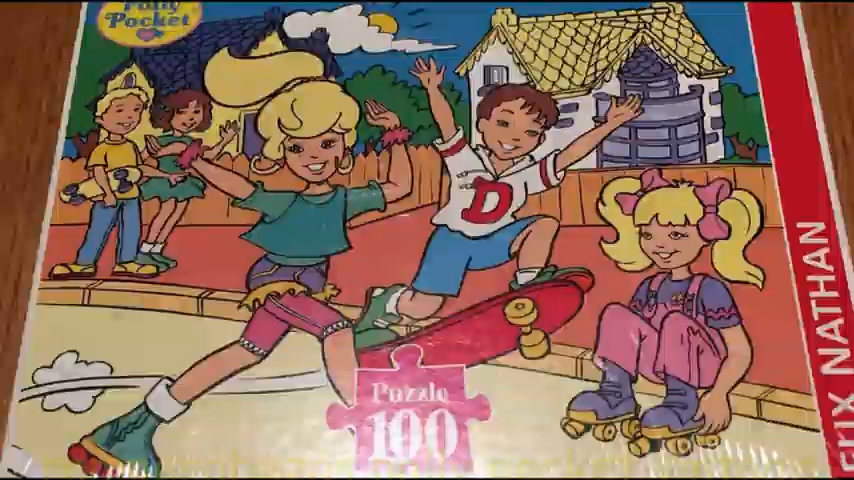 Polly
Pocket
D
Puzzle
100
NATHAN